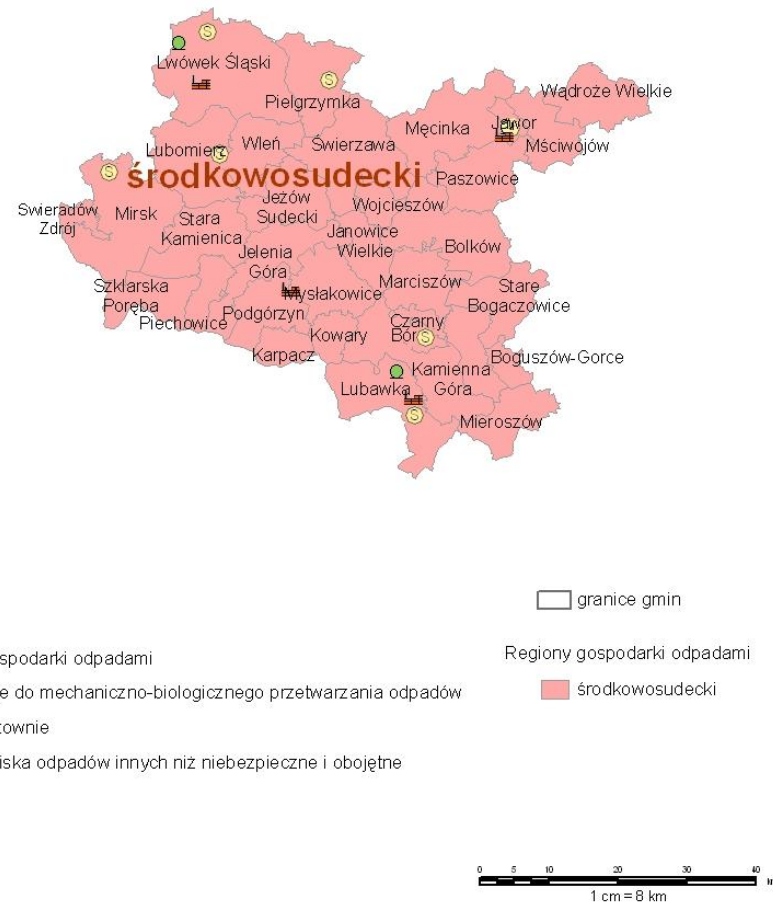 S
Lwówek Śląski
S
Pielgrzymka
Wądroże Wielkie
Jawor
Męcinka
Mściwojów
Lubomierz
Wleń
Świerzawa
S
S
środkowosudecki
Paszowice
Swieradów
Zdrój
Mirsk
Stara
Kamienica
Jeżów
Sudecki
Wojcieszów
Janowice
Wielkie
Bolków
Jelenia
Góra
Szklarska
Poręba
Mysłakowice
Marciszów
Stare
Bogaczowice
Piechowice
Podgórzyn
Czarny
Bór
S
Kowary
Karpacz
Boguszów-Gorce
Kamienna
Góra
Lubawka
S
Mieroszów
granice gmin
Regiony gospodarki odpadami
środkowosudecki
spodarki odpadami
e do mechaniczno-biologicznego przetwarzania odpadów
townie
iska odpadów innych niż niebezpieczne i obojętne
0 5 10 20 30 40
1 cm = 8 km